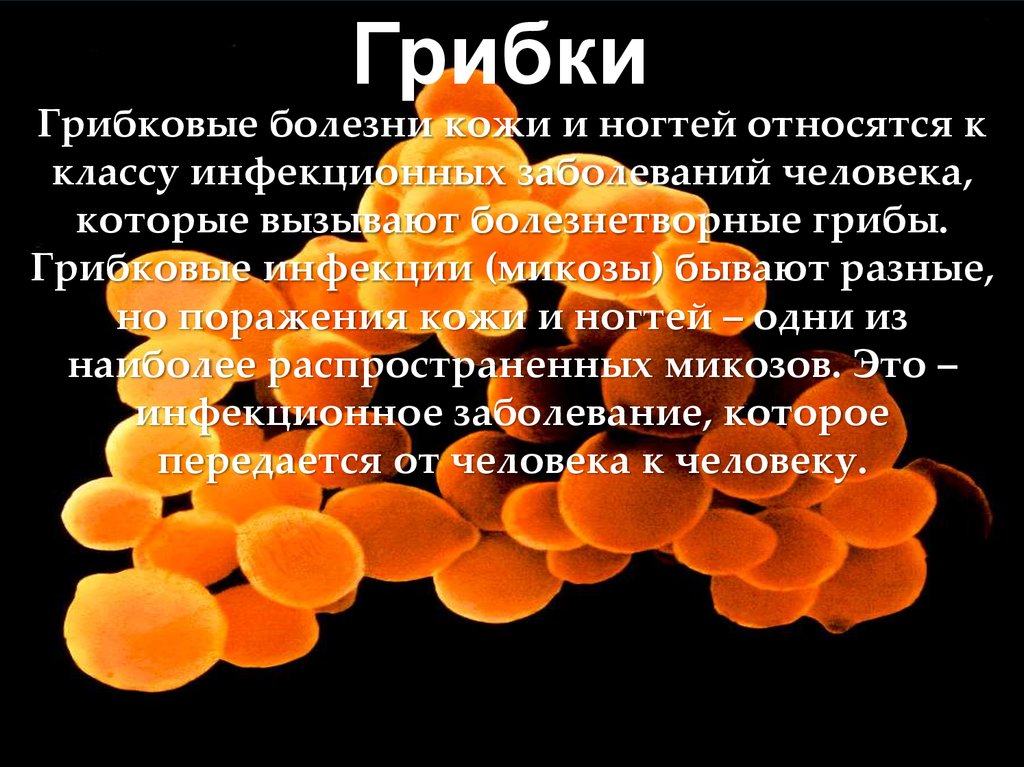 Грибки
Грибковые болезни кожи и ногтей относятся к
классу инфекционных заболеваний человека,
которые вызывают болезнетворные грибы.
Грибковые инфекции (микозы) бывают разные,
но поражения кожи и ногтей – одни из
наиболее распространенных микозов. Это –
инфекционное заболевание, которое
передается от человека к человеку.